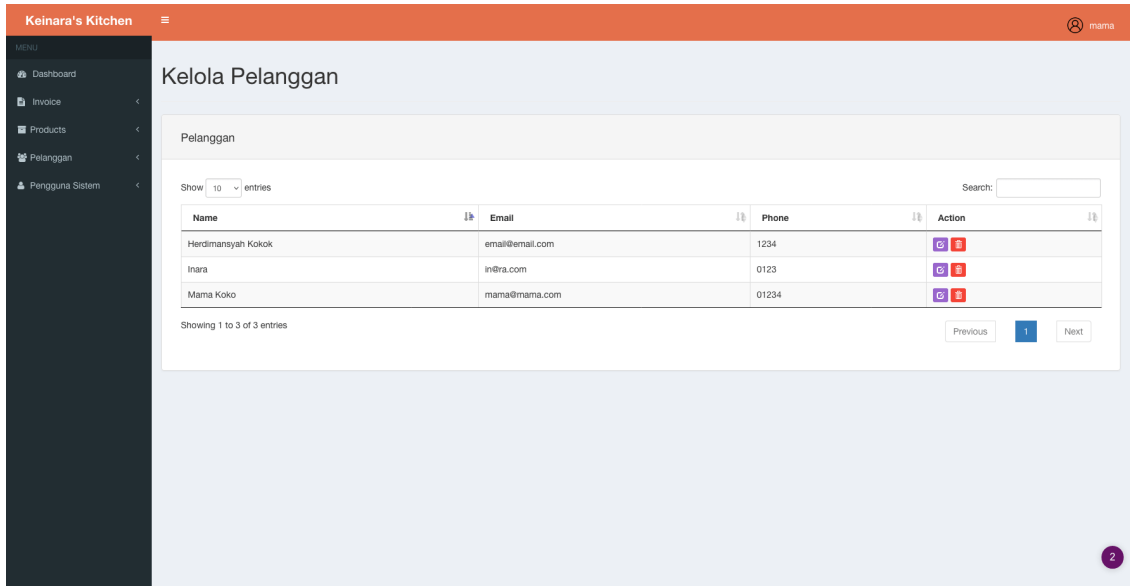 Keinara's Kitchen
mama
MENU
Dashboard
Invoice
Products
Pelanggan
Pengguna Sistem
Kelola Pelanggan
Pelanggan
Show 10 entries
Search:
Name Email Phone Action
Herdimansyah Kokok email@email.com 1234
Inara in@ra.com 0123
Mama Koko mama@mama.com 01234
Showing 1 to 3 of 3 entries
Previous 1 Next
2